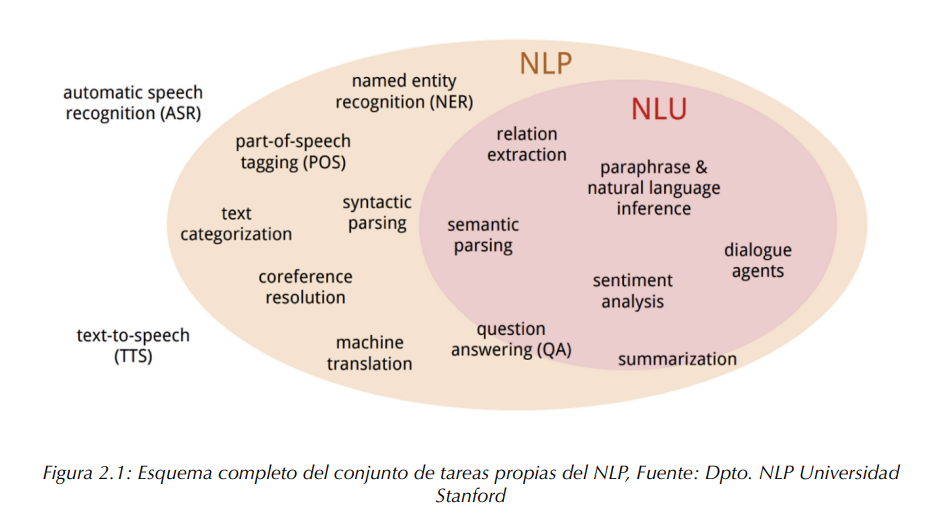 NLP
named entity
recognition (NER)
automatic speech
recognition (ASR)
NLU
part-of-speech
tagging (POS)
relation
extraction
paraphrase &
natural language
inference
syntactic
parsing
text
categorization
semantic
parsing
dialogue
agents
coreference
resolution
sentiment
analysis
text-to-speech
(TTS)
machine
translation
question
answering (QA)
summarization
Figura 2.1: Esquema completo del conjunto de tareas propias del NLP, Fuente: Dpto. NLP Universidad
Stanford